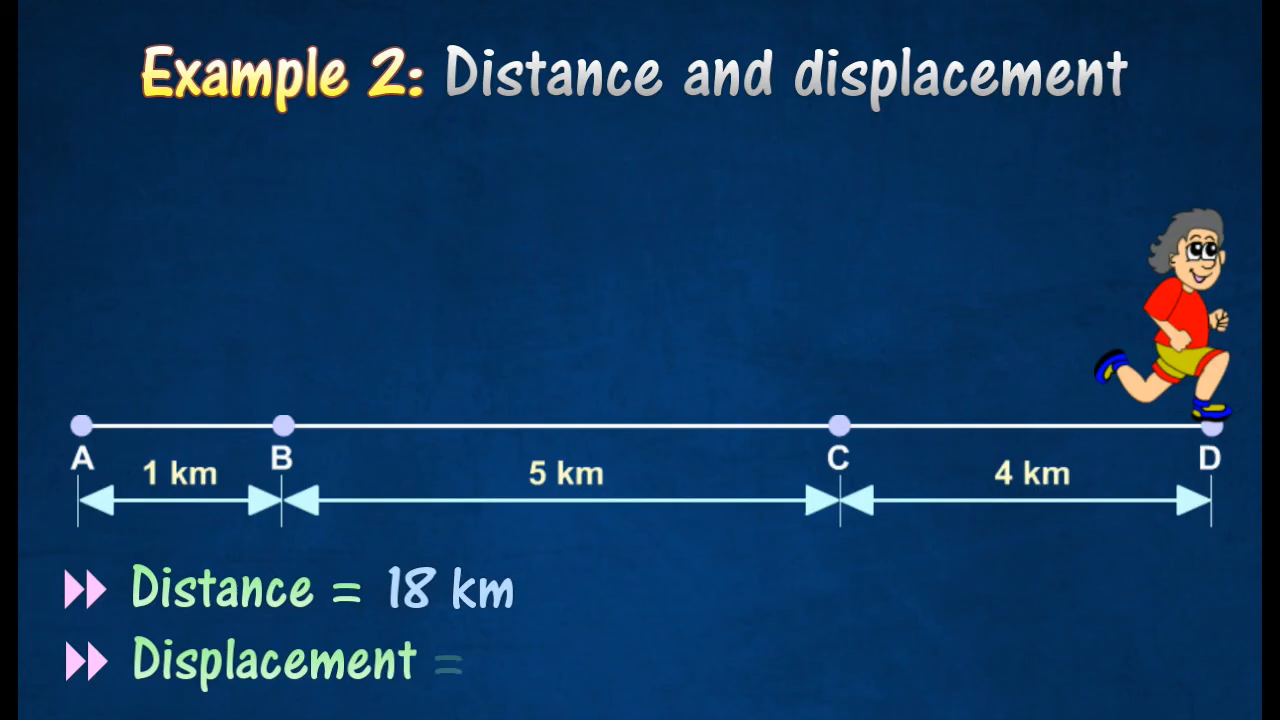 Example 2: Distance and displacement
A B C D
1 km 5 km 4 km
Distance = 18 km
Displacement =